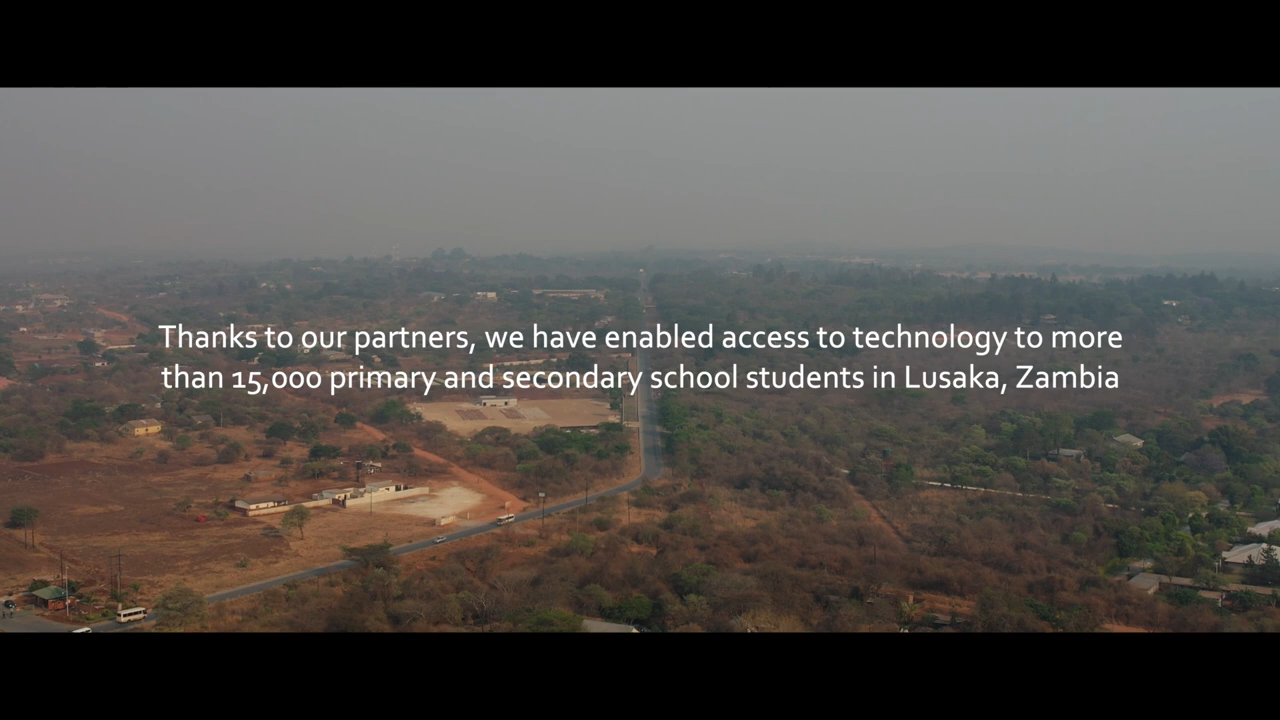 Thanks to our partners, we have enabled access to technology to more
than 15,000 primary and secondary school students in Lusaka, Zambia